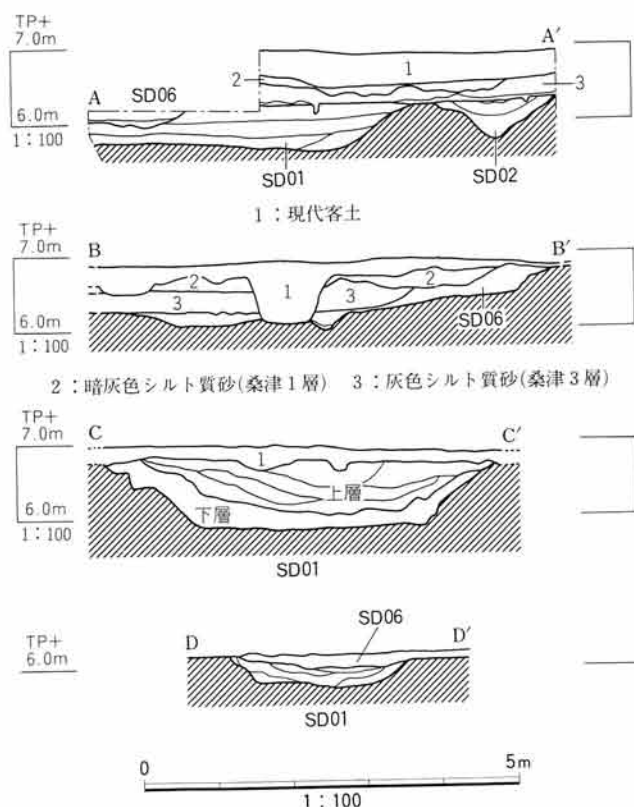 TP+
7.0m
6.0m
1：100
A
SD06
2
1
A′
3
SD01
SD02
1：現代客土
TP+
7.0m
6.0m
1：100
B
2
3
1
3
2
B′
SD06
2：暗灰色シルト質砂(桑津1層) 3：灰色シルト質砂(桑津3層)
TP+
7.0m
6.0m
1：100
C
1
C′
上層
下層
SD01
TP+
6.0m
D
SD06
D′
SD01
0
5m
1：100